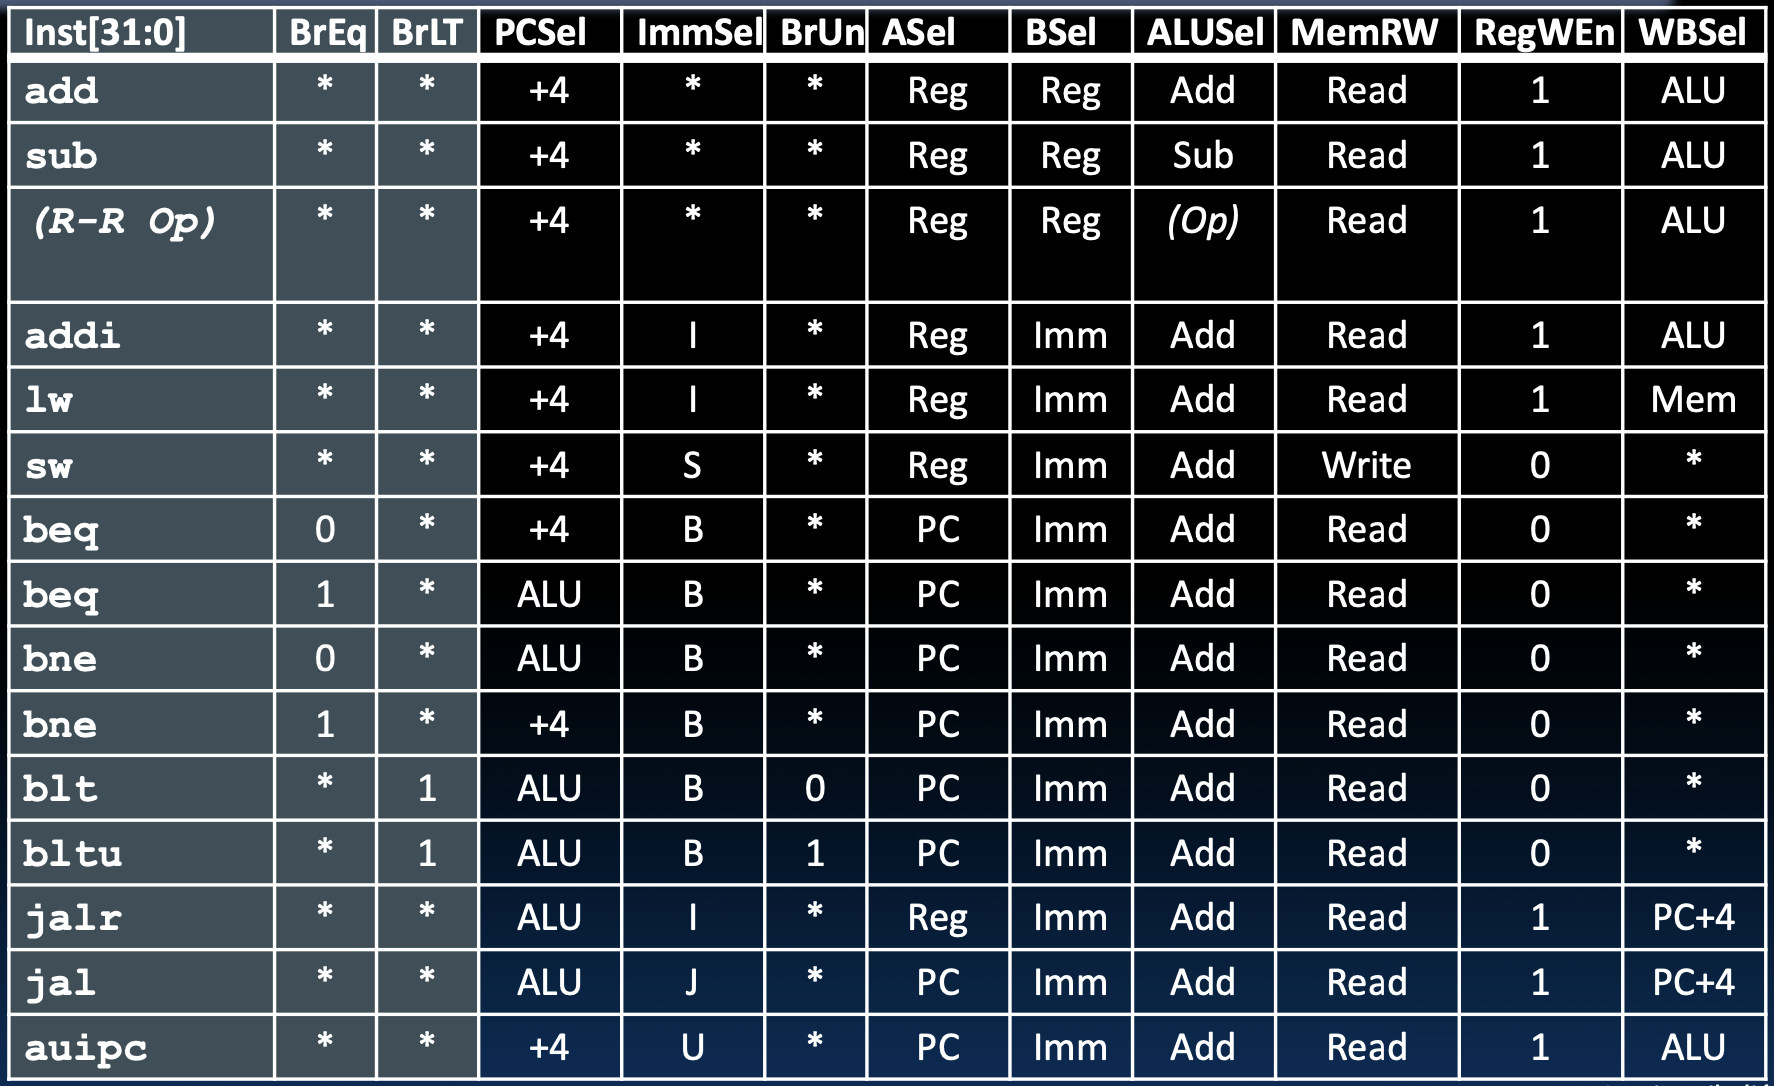 Inst[31:0] BrEq BrLT PCSel ImmSel BrUn ASel BSel ALUSel MemRW RegWEn WBSel
add * * +4 * * Reg Reg Add Read 1 ALU
sub * * +4 * * Reg Reg Sub Read 1 ALU
(R-R Op) * * +4 * * Reg Reg (Op) Read 1 ALU
addi * * +4 I * Reg Imm Add Read 1 ALU
lw * * +4 I * Reg Imm Add Read 1 Mem
sw * * +4 S * Reg Imm Add Write 0 *
beq 0 * +4 B * PC Imm Add Read 0 *
beq 1 * ALU B * PC Imm Add Read 0 *
bne 0 * ALU B * PC Imm Add Read 0 *
bne 1 * +4 B * PC Imm Add Read 0 *
blt * 1 ALU B 0 PC Imm Add Read 0 *
bltu * 1 ALU B 1 PC Imm Add Read 0 *
jalr * * ALU I * Reg Imm Add Read 1 PC+4
jal * * ALU J * PC Imm Add Read 1 PC+4
auipc * * +4 U * PC Imm Add Read 1 ALU